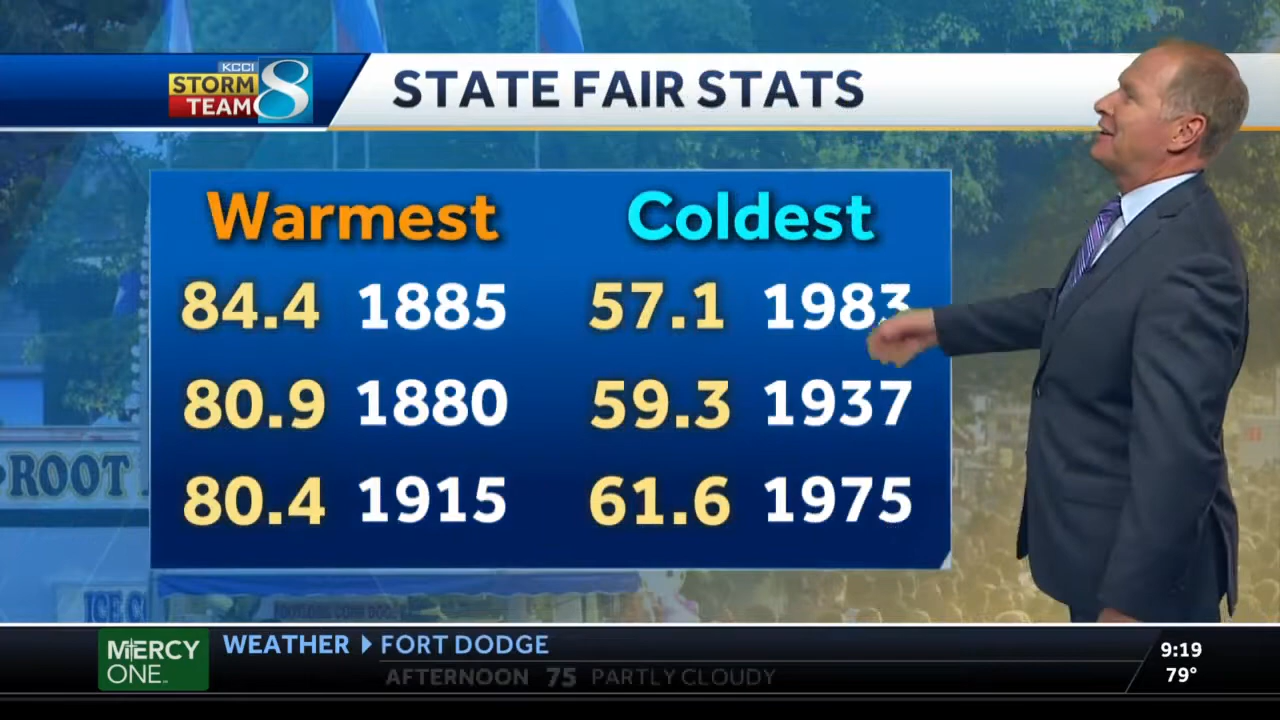 KCCI
STORM
TEAM 8
STATE FAIR STATS
Warmest Coldest
84.4 1885 57.1 1983
80.9 1880 59.3 1937
80.4 1915 61.6 1975
ROOT
ICE
MERCY
ONE
WEATHER FORT DODGE
AFTERNOON 75 PARTLY CLOUDY
9:19
79°